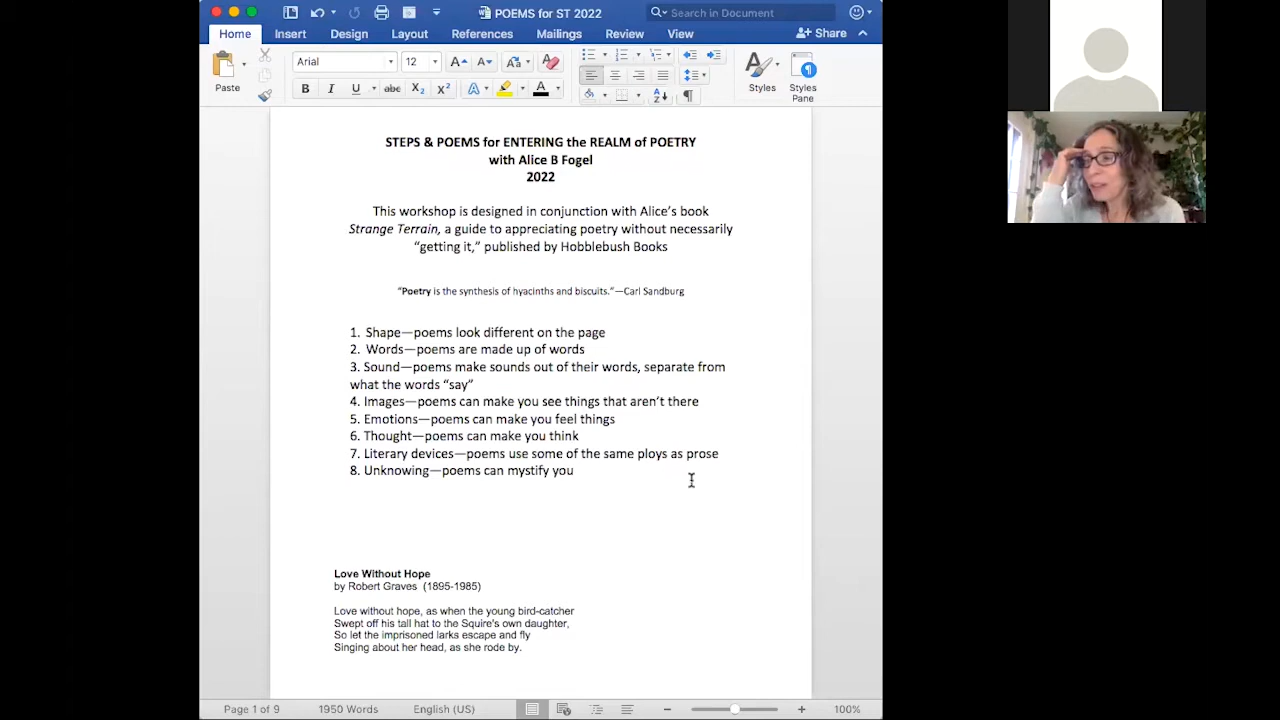 POEMS for ST 2022
Search in Document
Home Insert Design Layout References Mailings Review View Share
Paste
Arial 12
Styles
Styles Pane
STEPS & POEMS for ENTERING the REALM of POETRY
with Alice B Fogel
2022
This workshop is designed in conjunction with Alice’s book
Strange Terrain, a guide to appreciating poetry without necessarily
“getting it,” published by Hobblebush Books
“Poetry is the synthesis of hyacinths and biscuits.”—Carl Sandburg
1. Shape—poems look different on the page
2. Words—poems are made up of words
3. Sound—poems make sounds out of their words, separate from
what the words “say”
4. Images—poems can make you see things that aren’t there
5. Emotions—poems can make you feel things
6. Thought—poems can make you think
7. Literary devices—poems use some of the same ploys as prose
8. Unknowing—poems can mystify you
Love Without Hope
by Robert Graves (1895-1985)
Love without hope, as when the young bird-catcher
Swept off his tall hat to the Squire's own daughter,
So let the imprisoned larks escape and fly
Singing about her head, as she rode by.
Page 1 of 9 1950 Words English (US) 100%